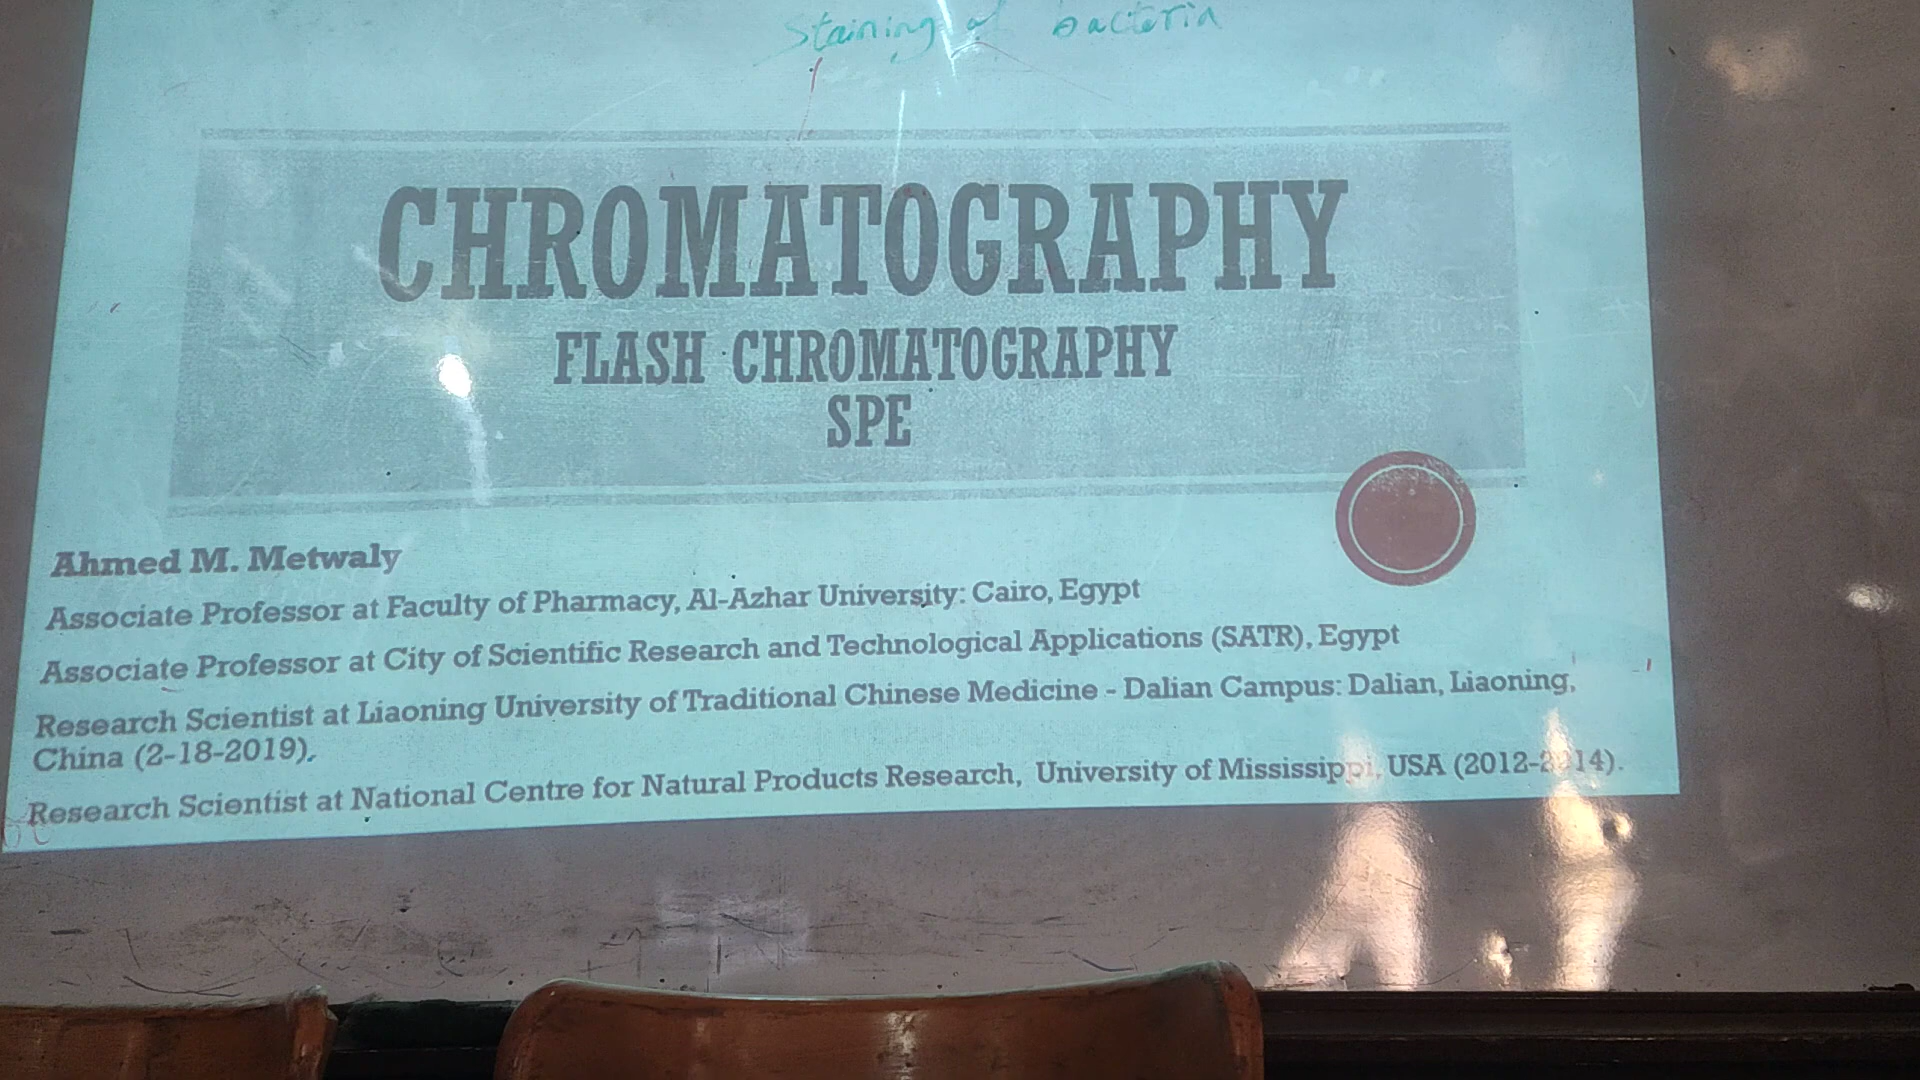 Staining of bacteria
CHROMATOGRAPHY
FLASH CHROMATOGRAPHY
SPE
Ahmed M. Metwaly
Associate Professor at Faculty of Pharmacy, Al-Azhar University: Cairo, Egypt
Associate Professor at City of Scientific Research and Technological Applications (SATR), Egypt
Research Scientist at Liaoning University of Traditional Chinese Medicine - Dalian Campus: Dalian, Liaoning,
China (2-18-2019).
Research Scientist at National Centre for Natural Products Research, University of Mississippi, USA (2012-2014).